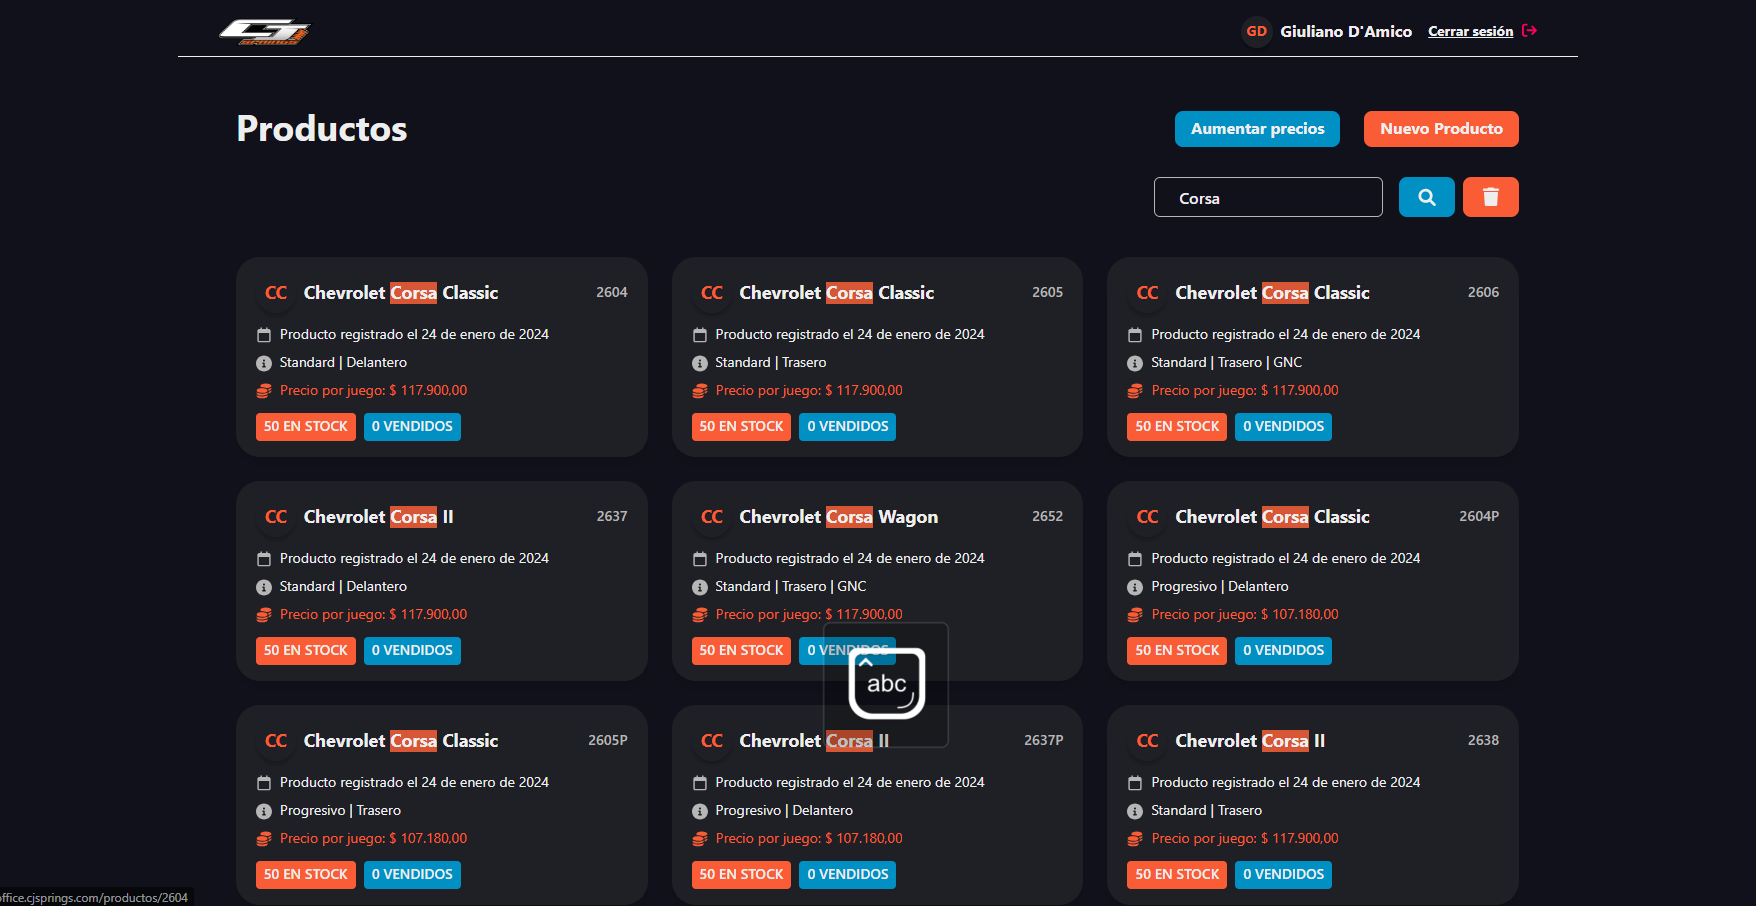 CJ SPRINGS
GD Giuliano D'Amico Cerrar sesión
Productos
Aumentar precios Nuevo Producto
Corsa
CC Chevrolet Corsa Classic 2604
Producto registrado el 24 de enero de 2024
Standard | Delantero
Precio por juego: $ 117.900,00
50 EN STOCK 0 VENDIDOS
CC Chevrolet Corsa Classic 2605
Producto registrado el 24 de enero de 2024
Standard | Trasero
Precio por juego: $ 117.900,00
50 EN STOCK 0 VENDIDOS
CC Chevrolet Corsa Classic 2606
Producto registrado el 24 de enero de 2024
Standard | Trasero | GNC
Precio por juego: $ 117.900,00
50 EN STOCK 0 VENDIDOS
CC Chevrolet Corsa II 2637
Producto registrado el 24 de enero de 2024
Standard | Delantero
Precio por juego: $ 117.900,00
50 EN STOCK 0 VENDIDOS
CC Chevrolet Corsa Wagon 2652
Producto registrado el 24 de enero de 2024
Standard | Trasero | GNC
Precio por juego: $ 117.900,00
50 EN STOCK 0 VENDIDOS
abc
CC Chevrolet Corsa Classic 2604P
Producto registrado el 24 de enero de 2024
Progresivo | Delantero
Precio por juego: $ 107.180,00
50 EN STOCK 0 VENDIDOS
CC Chevrolet Corsa Classic 2605P
Producto registrado el 24 de enero de 2024
Progresivo | Trasero
Precio por juego: $ 107.180,00
50 EN STOCK 0 VENDIDOS
CC Chevrolet Corsa II 2637P
Producto registrado el 24 de enero de 2024
Progresivo | Delantero
Precio por juego: $ 107.180,00
50 EN STOCK 0 VENDIDOS
CC Chevrolet Corsa II 2638
Producto registrado el 24 de enero de 2024
Standard | Trasero
Precio por juego: $ 117.900,00
50 EN STOCK 0 VENDIDOS
office.cjsprings.com/productos/2604